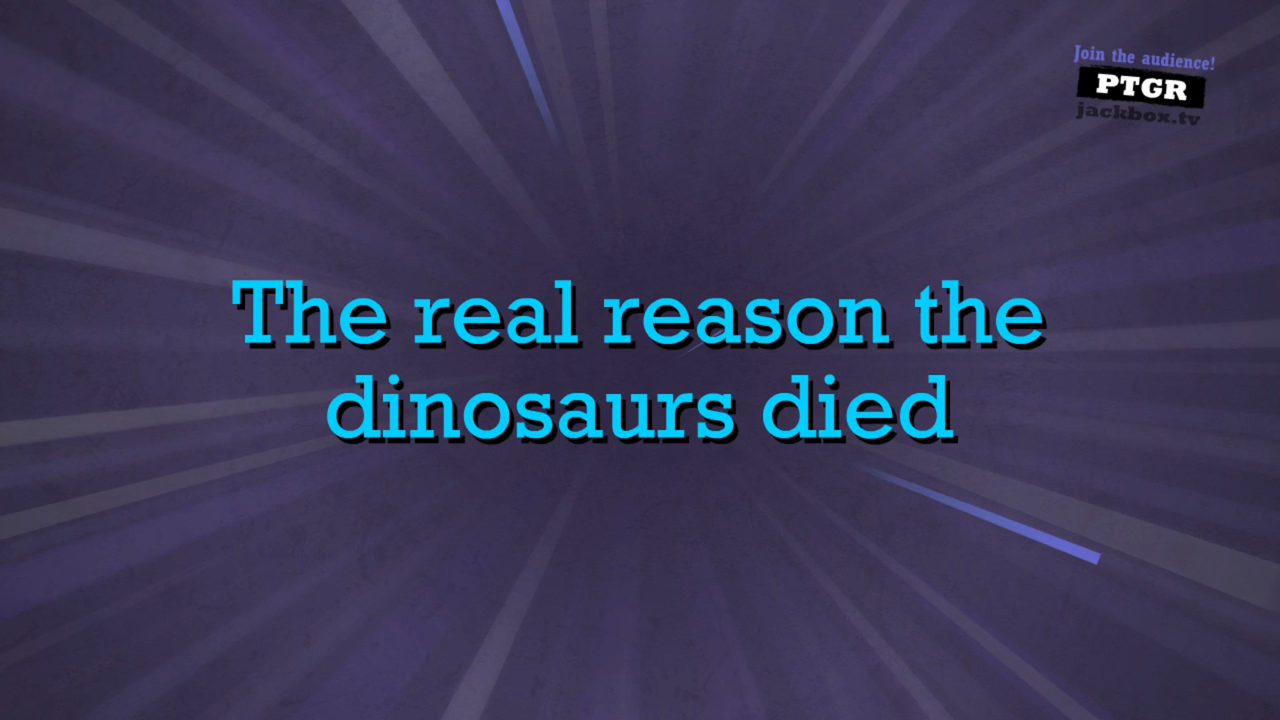 Join the audience!
PTGR
jackbox.tv
The real reason the
dinosaurs died